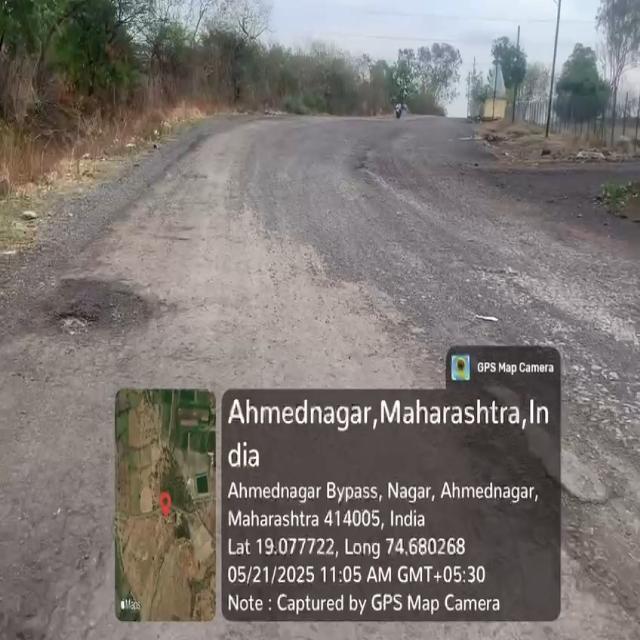 GPS Map Camera
Ahmednagar,Maharashtra,In
dia
Ahmednagar Bypass, Nagar, Ahmednagar,
Maharashtra 414005, India
Lat 19.077722, Long 74.680268
05/21/2025 11:05 AM GMT+05:30
Note : Captured by GPS Map Camera
Maps